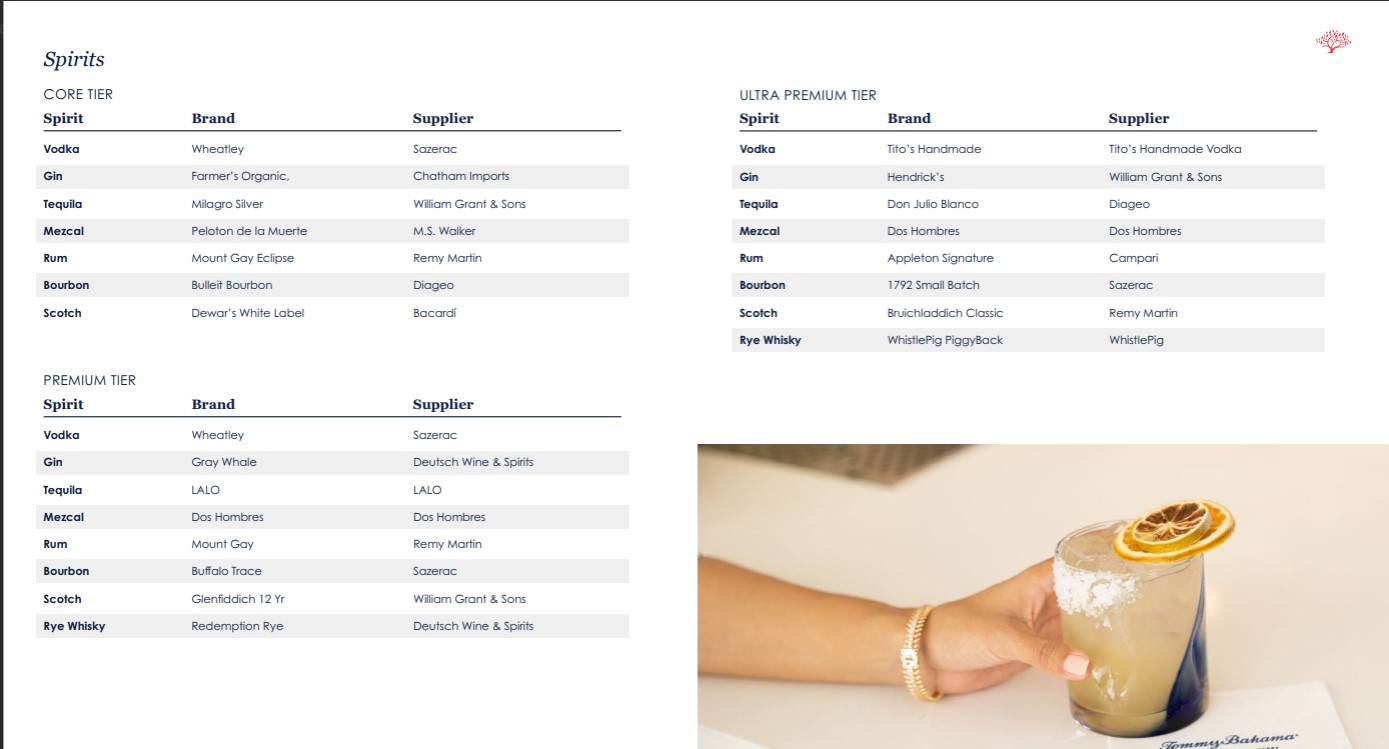 Spirits
CORE TIER
Spirit Brand Supplier
Vodka Wheatley Sazerac
Gin Farmer's Organic, Chatham Imports
Tequila Milagro Silver William Grant & Sons
Mezcal Peloton de la Muerte M.S. Walker
Rum Mount Gay Eclipse Remy Martin
Bourbon Bulleit Bourbon Diageo
Scotch Dewar's White Label Bacardí
PREMIUM TIER
Spirit Brand Supplier
Vodka Wheatley Sazerac
Gin Gray Whale Deutsch Wine & Spirits
Tequila LALO LALO
Mezcal Dos Hombres Dos Hombres
Rum Mount Gay Remy Martin
Bourbon Buffalo Trace Sazerac
Scotch Glenfiddich 12 Yr William Grant & Sons
Rye Whisky Redemption Rye Deutsch Wine & Spirits
ULTRA PREMIUM TIER
Spirit Brand Supplier
Vodka Tito's Handmade Tito's Handmade Vodka
Gin Hendrick's William Grant & Sons
Tequila Don Julio Blanco Diageo
Mezcal Dos Hombres Dos Hombres
Rum Appleton Signature Campari
Bourbon 1792 Small Batch Sazerac
Scotch Bruichladdich Classic Remy Martin
Rye Whisky WhistlePig PiggyBack WhistlePig
Tommy Bahama